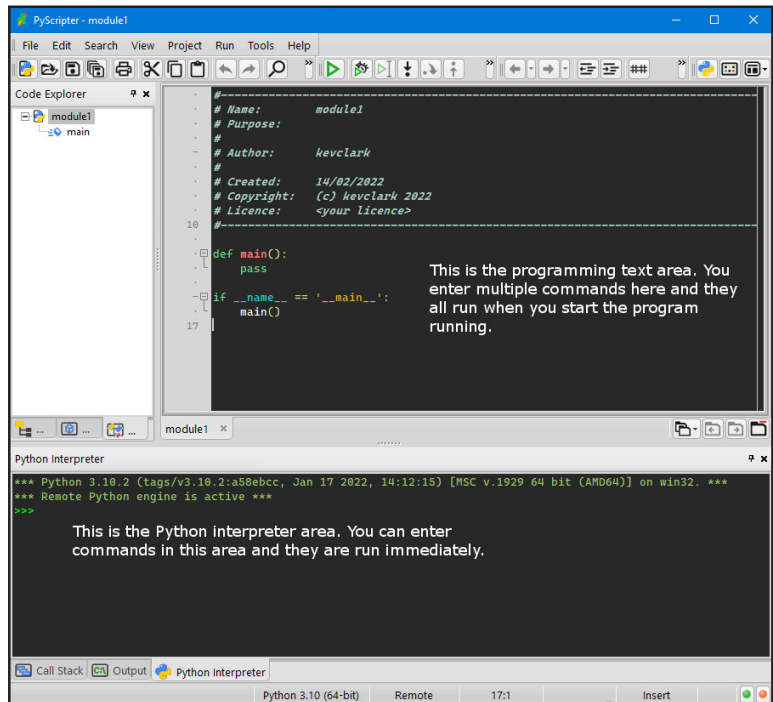 PyScripter - module1
File Edit Search View Project Run Tools Help
Code Explorer
module1
main
#--------------------------------------------------------------------------------
# Name:        module1
# Purpose:
#
# Author:      kevclark
#
# Created:     14/02/2022
# Copyright:   (c) kevclark 2022
# Licence:     <your licence>
10 #--------------------------------------------------------------------------------
def main():
    pass
if __name__ == '__main__':
    main()
17
This is the programming text area. You
enter multiple commands here and they
all run when you start the program
running.
module1
Python Interpreter
*** Python 3.10.2 (tags/v3.10.2:a58ebcc, Jan 17 2022, 14:12:15) [MSC v.1929 64 bit (AMD64)] on win32. ***
*** Remote Python engine is active ***
>>>
This is the Python interpreter area. You can enter
commands in this area and they are run immediately.
Call Stack Output Python Interpreter
Python 3.10 (64-bit) Remote 17:1 Insert